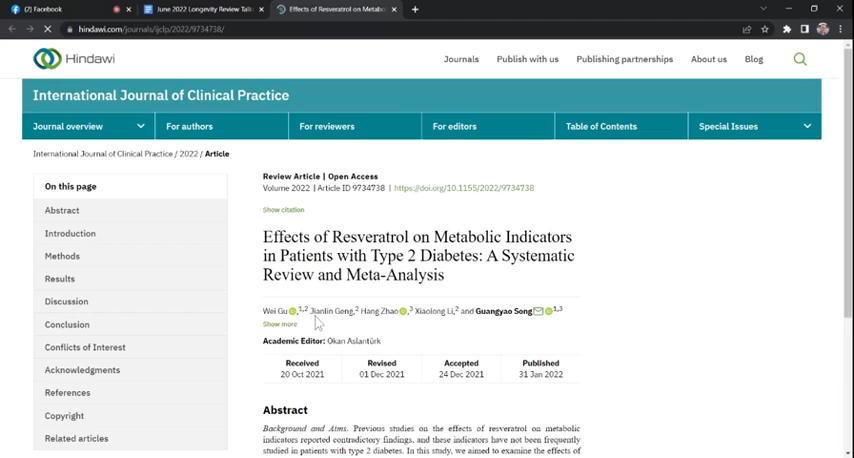 (2) Facebook
June 2022 Longevity Review Talk
Effects of Resveratrol on Metabo
hindawi.com/journals/ijclp/2022/9734738/
Hindawi
Journals
Publish with us
Publishing partnerships
About us
Blog
International Journal of Clinical Practice
Journal overview
For authors
For reviewers
For editors
Table of Contents
Special Issues
International Journal of Clinical Practice / 2022 / Article
On this page
Abstract
Introduction
Methods
Results
Discussion
Conclusion
Conflicts of Interest
Acknowledgments
References
Copyright
Related articles
Review Article | Open Access
Volume 2022 | Article ID 9734738 | https://doi.org/10.1155/2022/9734738
Show citation
Effects of Resveratrol on Metabolic Indicators
in Patients with Type 2 Diabetes: A Systematic
Review and Meta-Analysis
Wei Gu,1,2 Jianlin Geng,2 Hang Zhao,3 Xiaolong Li,2 and Guangyao Song 1,3
Show more
Academic Editor: Okan Aslantürk
Received
20 Oct 2021
Revised
01 Dec 2021
Accepted
24 Dec 2021
Published
31 Jan 2022
Abstract
Background and Aims. Previous studies on the effects of resveratrol on metabolic
indicators reported contradictory findings, and these indicators have not been frequently
studied in patients with type 2 diabetes. In this study, we aimed to examine the effects of